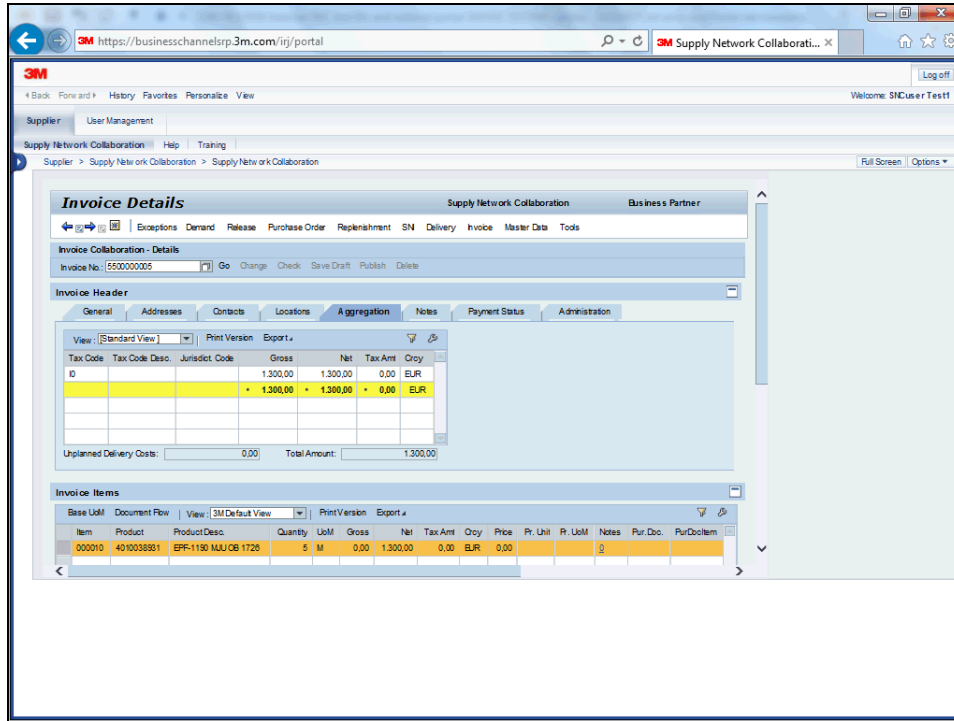 3M https://businesschannelsrp.3m.com/irj/portal
3M Supply Network Collaborati... ×
3M
Log off
Back Forward History Favorites Personalize View
Welcome: SNCuser Test1
Supplier User Management
Supply Network Collaboration Help Training
Supplier > Supply Network Collaboration > Supply Network Collaboration
Full Screen Options
Invoice Details
Supply Network Collaboration Business Partner
Exceptions Demand Release Purchase Order Replenishment SNI Delivery Invoice Master Data Tools
Invoice Collaboration - Details
Invoice No.: 5500000005 Go Change Check Save Draft Publish Delete
Invoice Header
General Addresses Contacts Locations Aggregation Notes Payment Status Administration
View: [Standard View] Print Version Export
Tax Code Tax Code Desc. Jurisdict. Code Gross Net Tax Amt Crcy
I0 1.300,00 1.300,00 0,00 EUR
• 1.300,00 • 1.300,00 • 0,00 EUR
Unplanned Delivery Costs: 0,00 Total Amount: 1.300,00
Invoice Items
Base UoM Document Flow View: 3M Default View Print Version Export
Item Product Product Desc. Quantity UoM Gross Net Tax Amt Crcy Price Pr. Unit Pr. UoM Notes Pur.Doc. PurDocItem
000010 4010038931 EPF-1190 MJU OB 1726 5 M 0,00 1.300,00 0,00 EUR 0,00 0